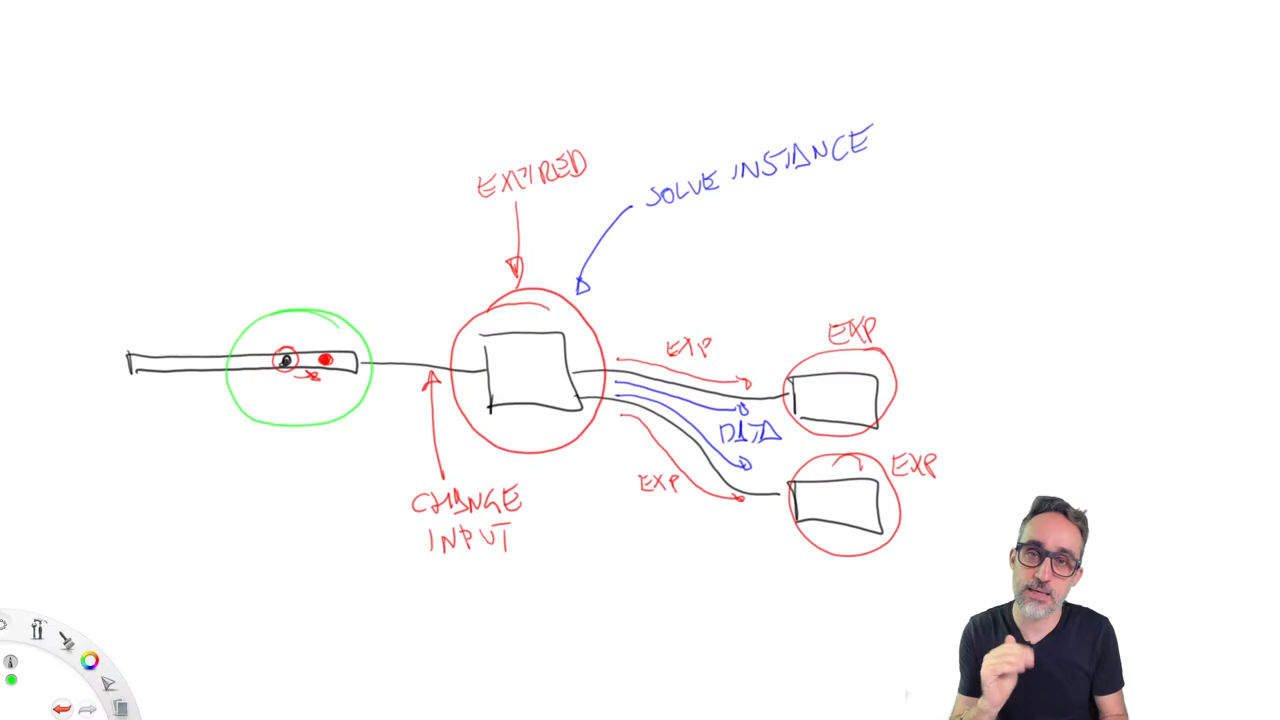 EXPIRED
SOLVE INSTANCE
EXP
EXP
DATA
EXP
EXP
CHANGE
INPUT